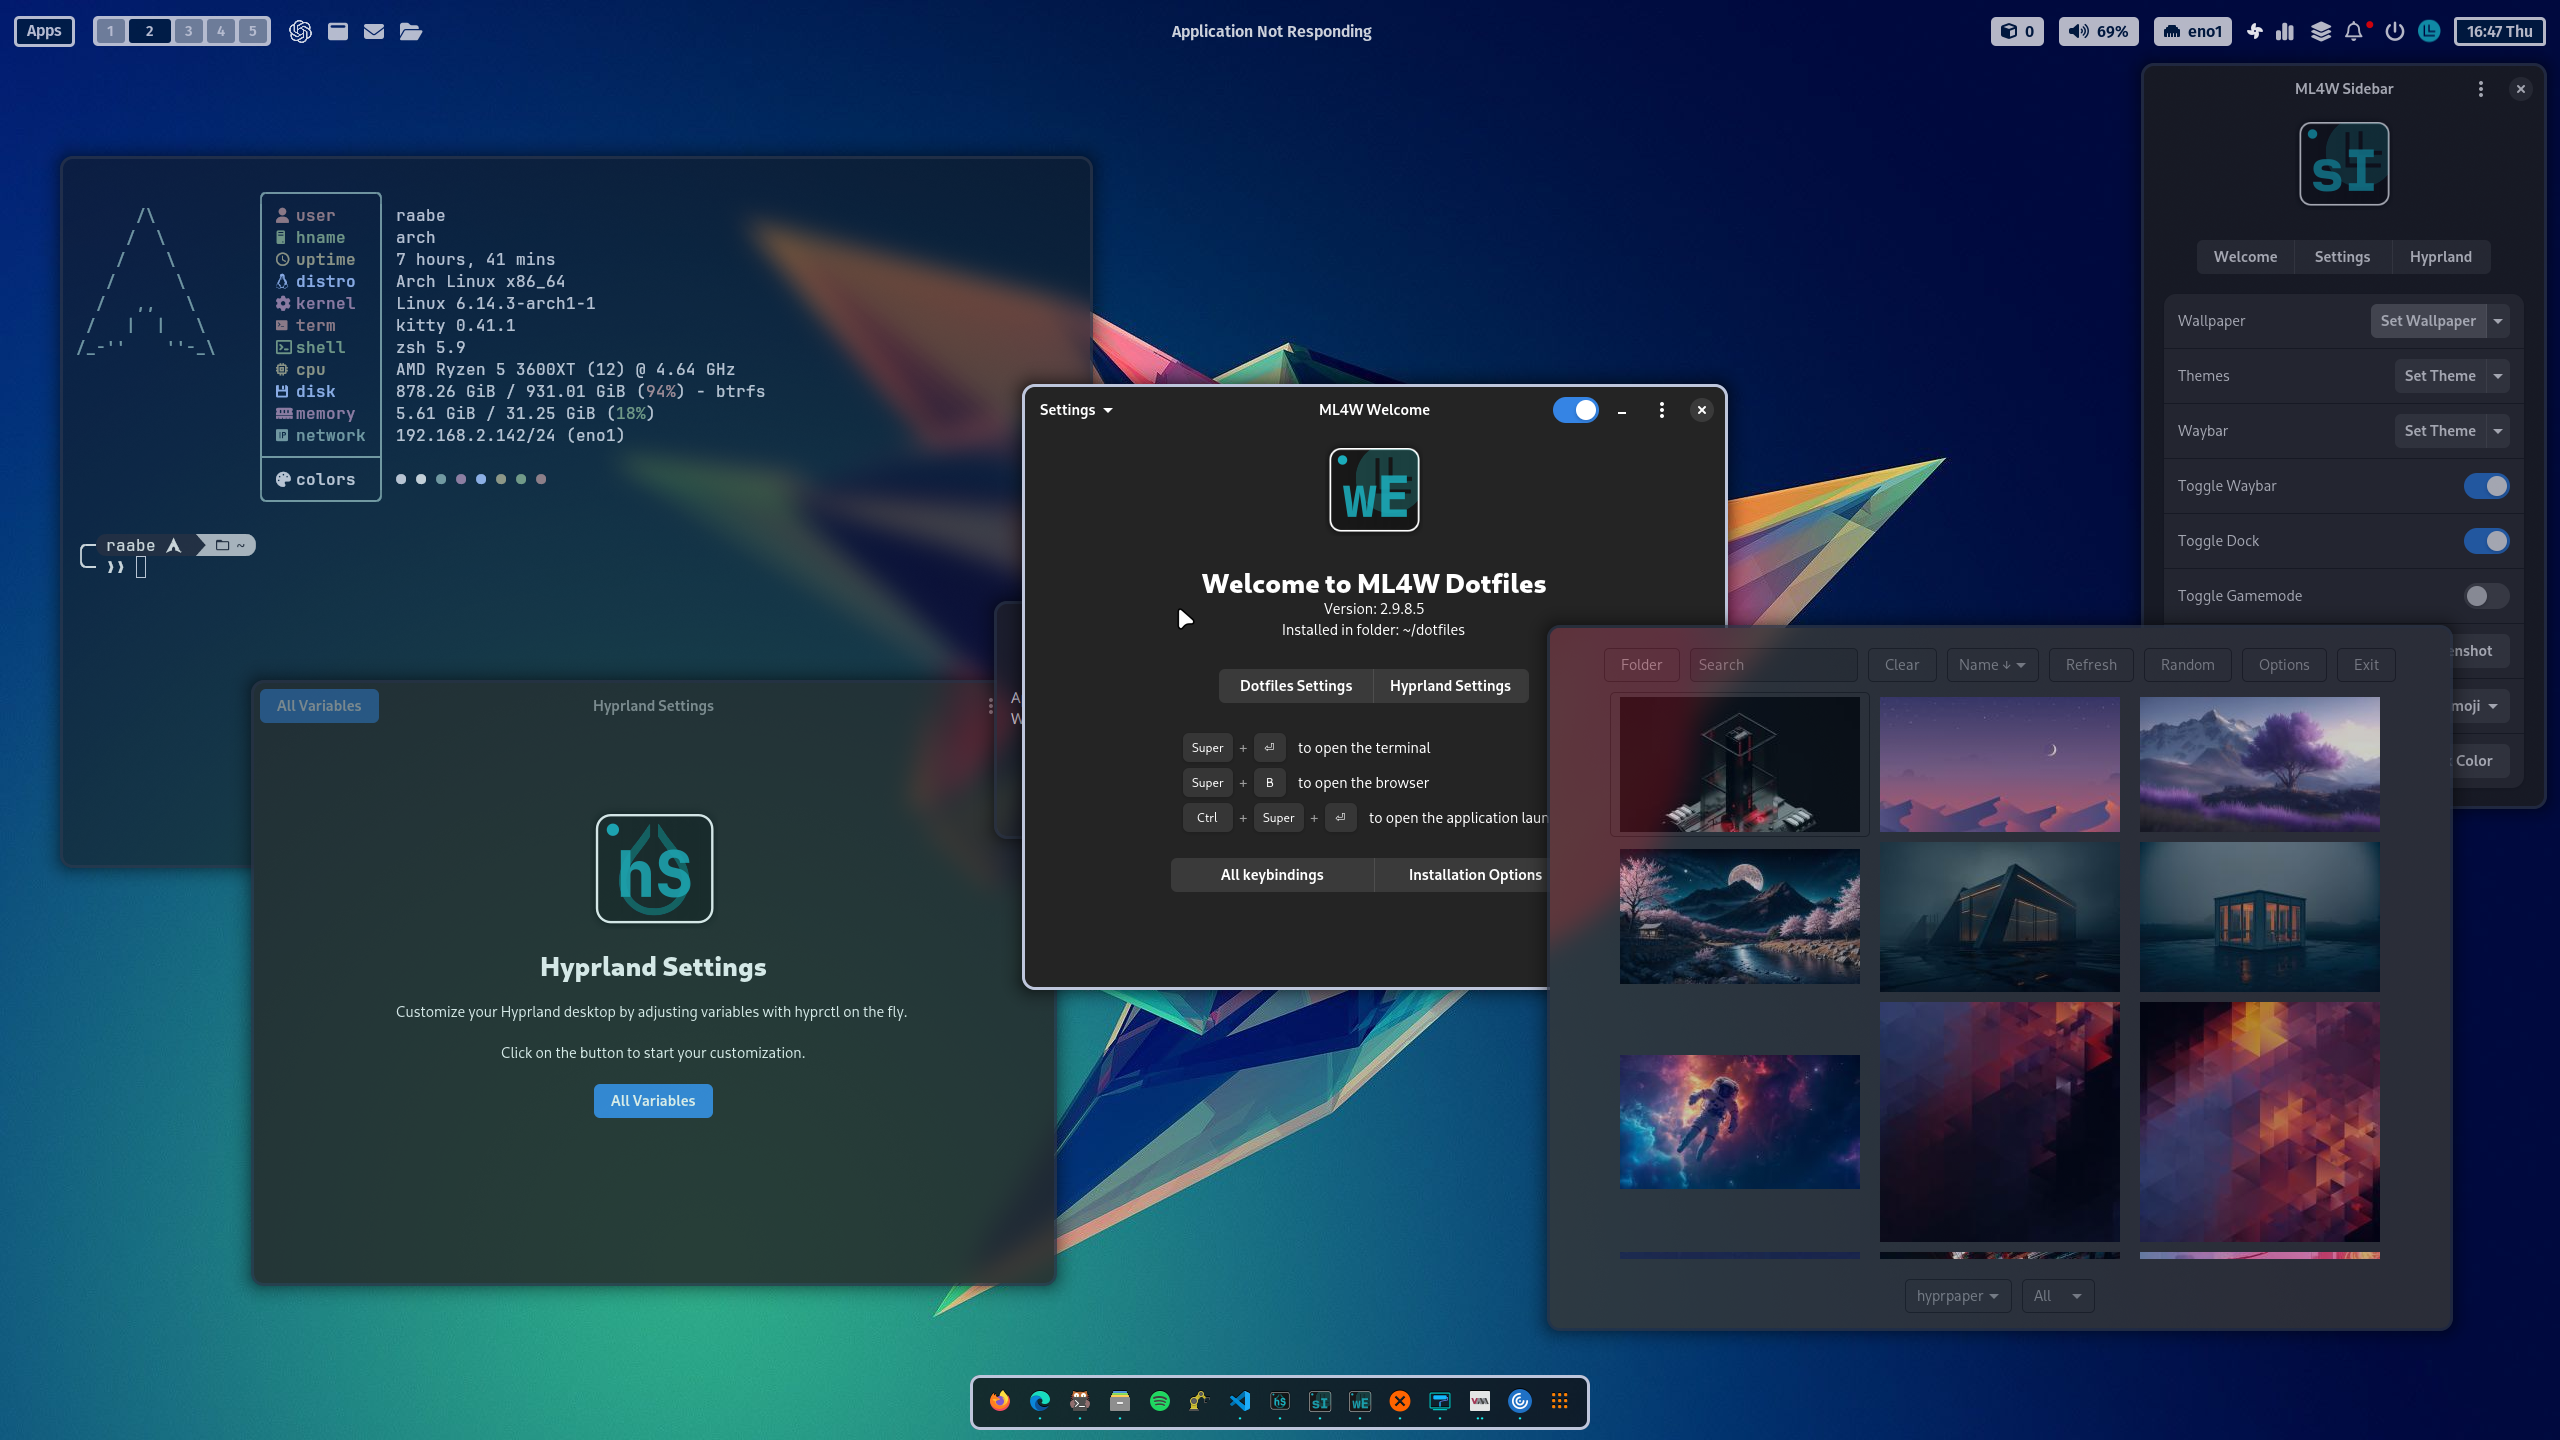 Apps
1 2 3 4 5
Application Not Responding
0
69%
eno1
16:47 Thu
user raabe
hname arch
uptime 7 hours, 41 mins
distro Arch Linux x86_64
kernel Linux 6.14.3-arch1-1
term kitty 0.41.1
shell zsh 5.9
cpu AMD Ryzen 5 3600XT (12) @ 4.64 GHz
disk 878.26 GiB / 931.01 GiB (94%) - btrfs
memory 5.61 GiB / 31.25 GiB (18%)
network 192.168.2.142/24 (eno1)
colors
raabe ~
All Variables
Hyprland Settings
hS
Hyprland Settings
Customize your Hyprland desktop by adjusting variables with hyprctl on the fly.
Click on the button to start your customization.
All Variables
A
W
Settings
ML4W Welcome
wE
Welcome to ML4W Dotfiles
Version: 2.9.8.5
Installed in folder: ~/dotfiles
Dotfiles Settings Hyprland Settings
Super + ⏎ to open the terminal
Super + B to open the browser
Ctrl + Super + ⏎ to open the application laun
All keybindings Installation Options
ML4W Sidebar
sI
Welcome Settings Hyprland
Wallpaper Set Wallpaper
Themes Set Theme
Waybar Set Theme
Toggle Waybar
Toggle Dock
Toggle Gamemode
enshot
moji
Color
Folder Search Clear Name ↓ Refresh Random Options Exit
hyprpaper All
hS sI wE